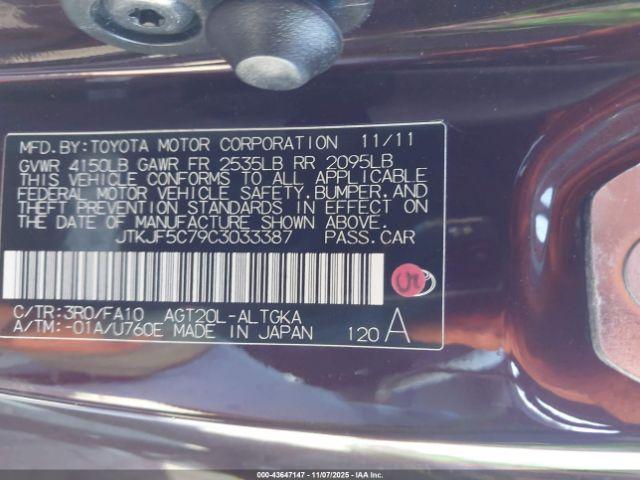 MFD.BY:TOYOTA MOTOR CORPORATION 11/11
GVWR 4150LB GAWR FR 2535LB RR 2095LB
THIS VEHICLE CONFORMS TO ALL APPLICABLE
FEDERAL MOTOR VEHICLE SAFETY,BUMPER,AND
THEFT PREVENTION STANDARDS IN EFFECT ON
THE DATE OF MANUFACTURE SHOWN ABOVE.
JTKJF5C79C3033387 PASS.CAR
C/TR:3R0/FA10 AGT20L-ALTGKA
A/TM:-01A/U760E MADE IN JAPAN 120 A
000-43647147 - 11/07/2025 - IAA Inc.